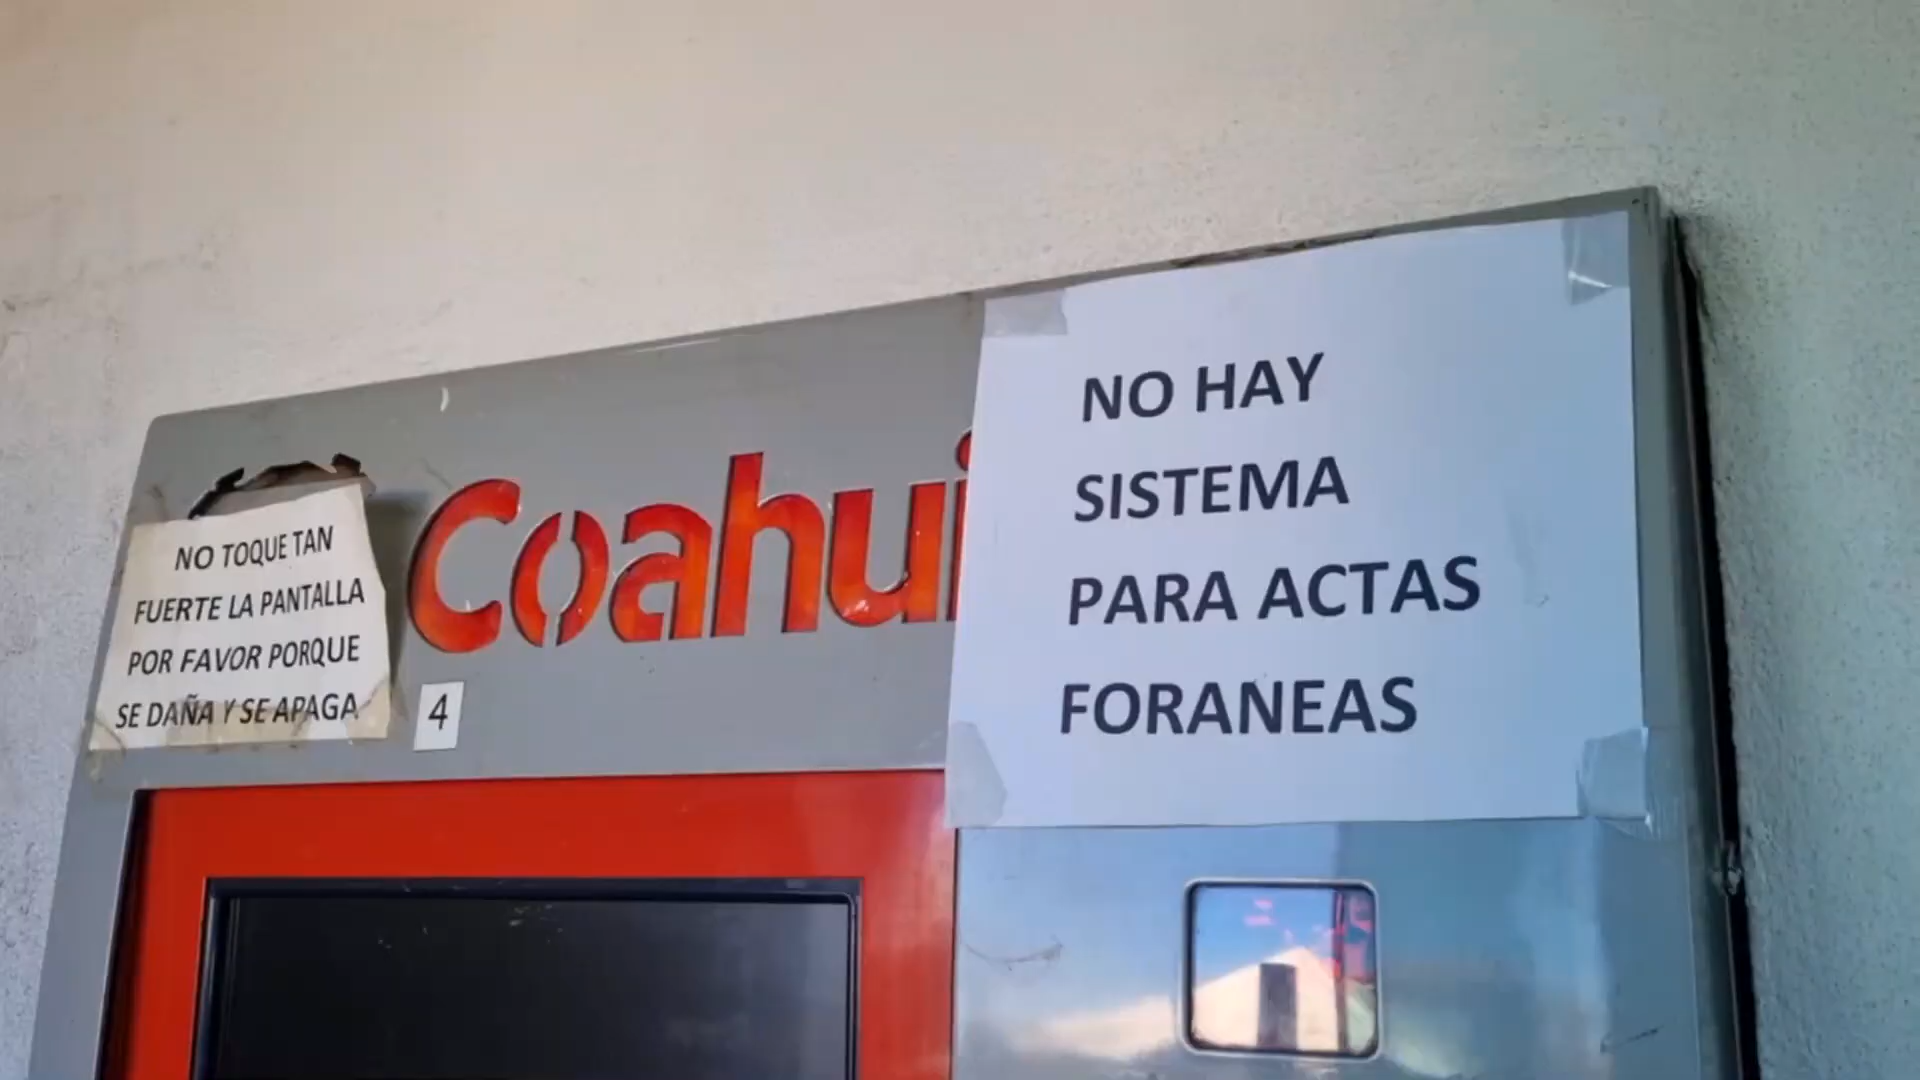 NO TOQUE TAN
FUERTE LA PANTALLA
POR FAVOR PORQUE
SE DAÑA Y SE APAGA
Coahui
4
NO HAY
SISTEMA
PARA ACTAS
FORANEAS